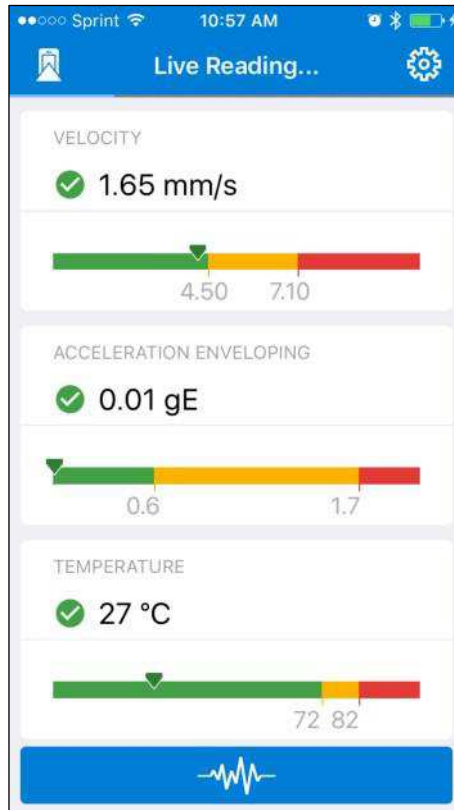 Sprint 10:57 AM
Live Reading...
VELOCITY
1.65 mm/s
4.50 7.10
ACCELERATION ENVELOPING
0.01 gE
0.6 1.7
TEMPERATURE
27 °C
72 82